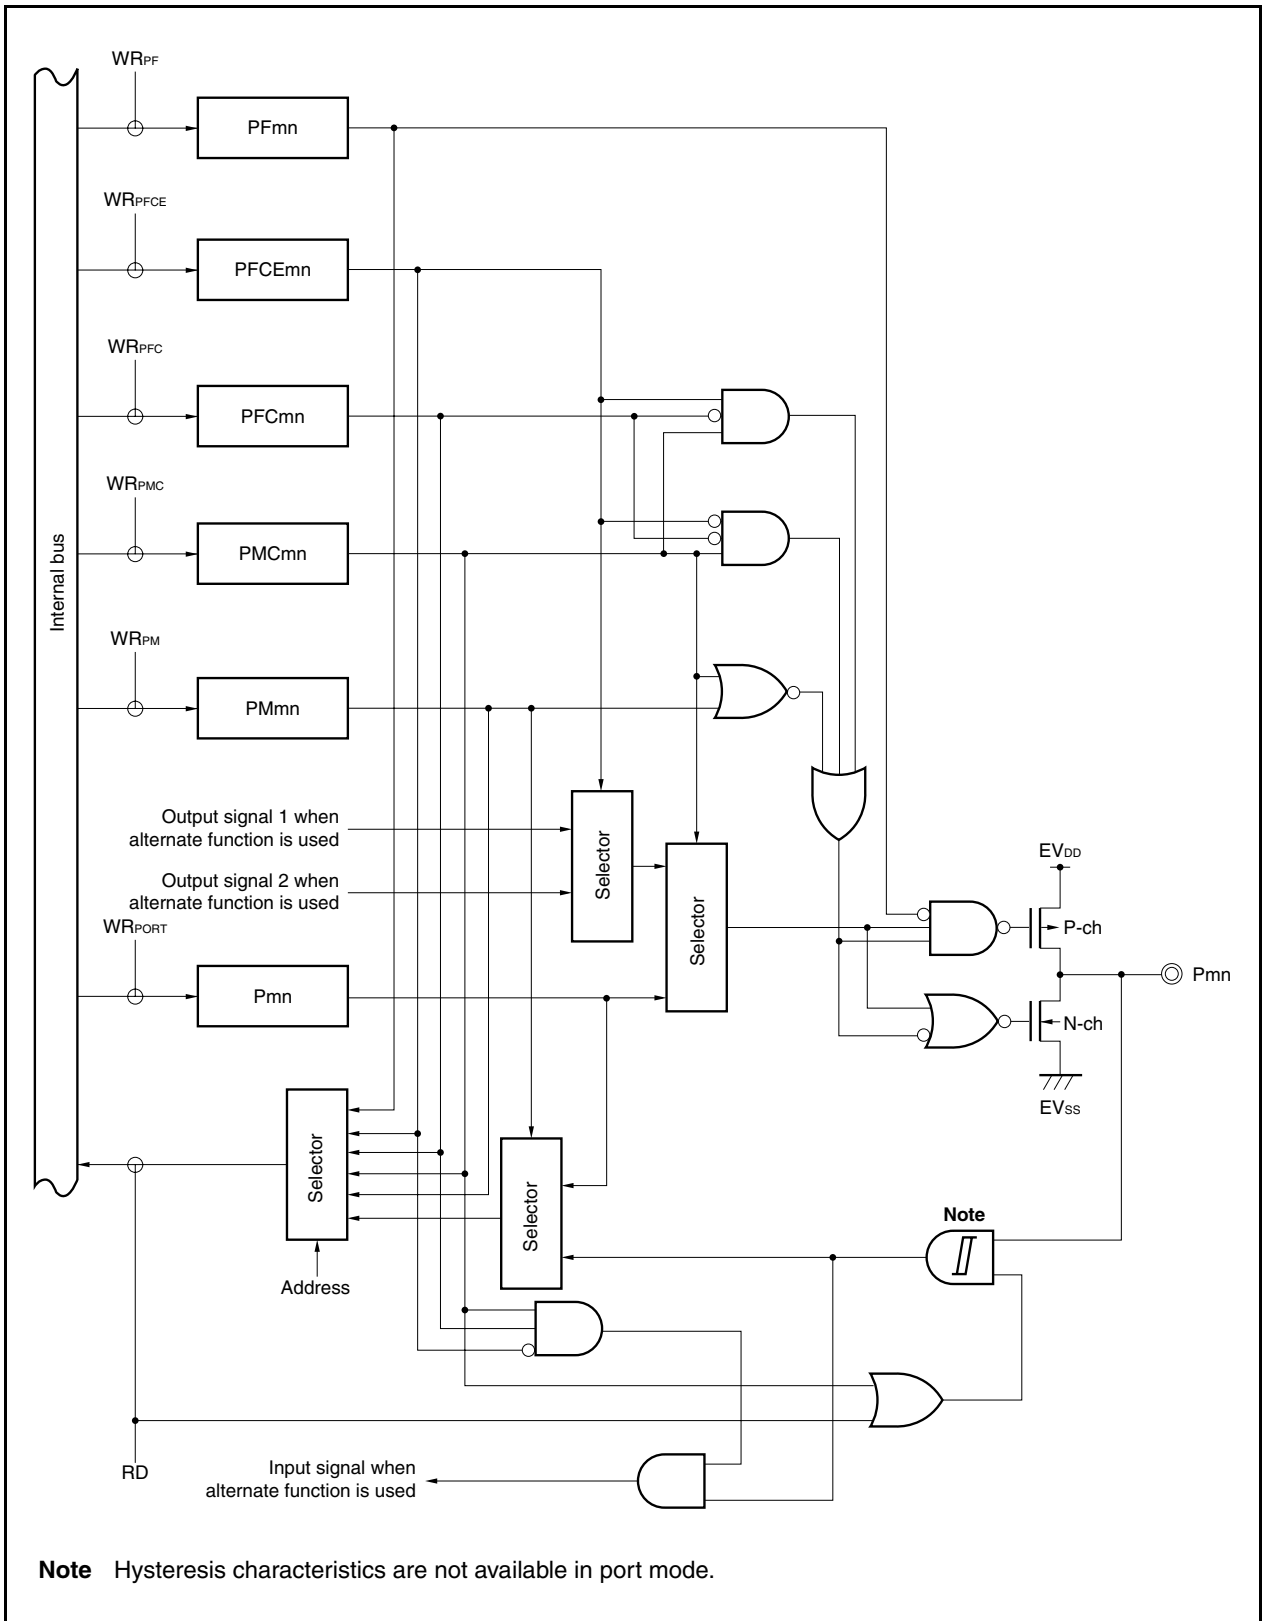 WRPF
PFmn
WRPFCE
PFCEmn
WRPFC
PFCmn
WRPMC
PMCmn
Internal bus
WRPM
PMmn
Output signal 1 when
alternate function is used
Output signal 2 when
alternate function is used
Selector
Selector
WRPORT
Pmn
EVDD
P-ch
Pmn
N-ch
EVSS
Selector
Selector
Address
Note
RD
Input signal when
alternate function is used
Note Hysteresis characteristics are not available in port mode.